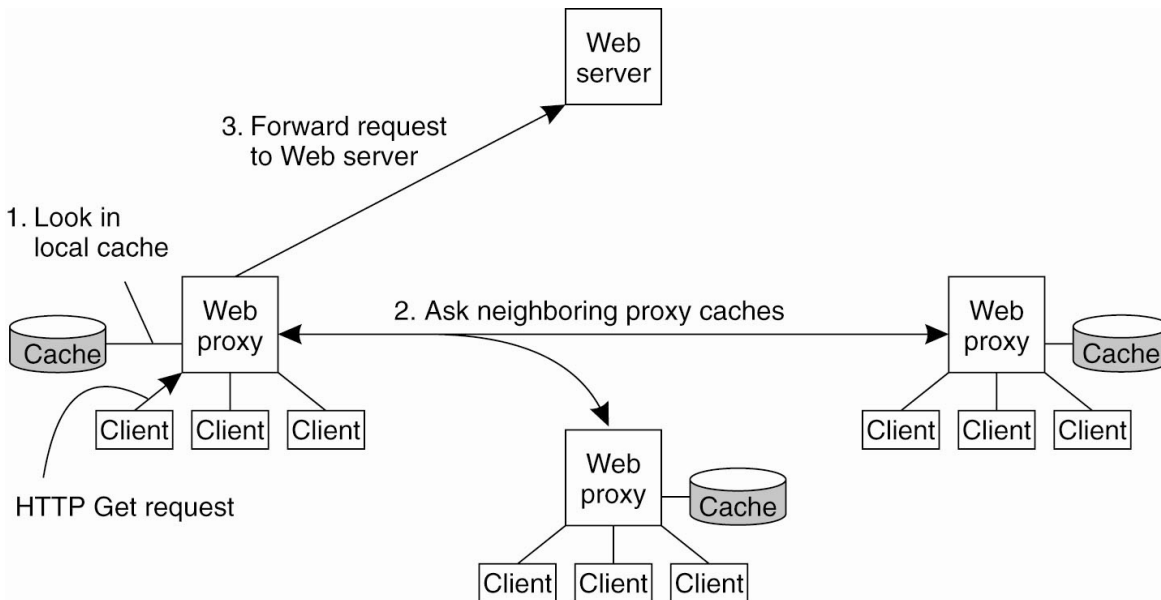 Web
server
3. Forward request
to Web server
1. Look in
local cache
Web
proxy
2. Ask neighboring proxy caches
Web
proxy
Cache
Cache
Client
Client
Client
Client
Client
Client
HTTP Get request
Web
proxy
Cache
Client
Client
Client